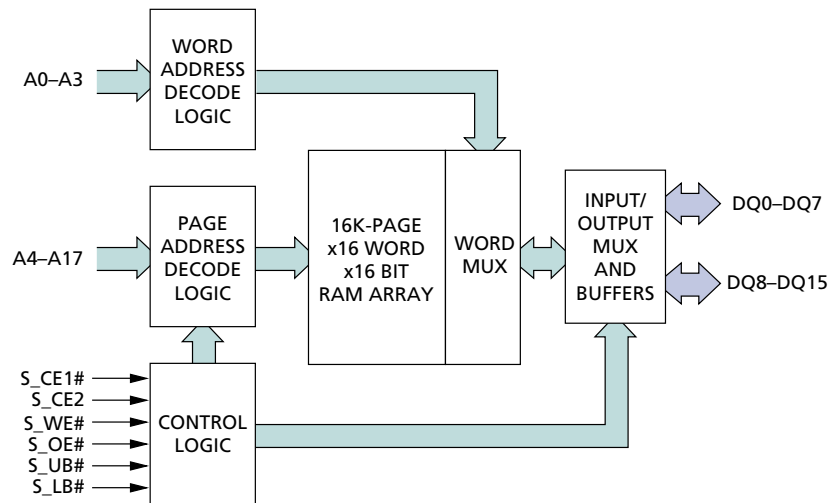 WORD
ADDRESS
DECODE
LOGIC
A0–A3
PAGE
ADDRESS
DECODE
LOGIC
A4–A17
16K-PAGE
x16 WORD
x16 BIT
RAM ARRAY
WORD
MUX
INPUT/
OUTPUT
MUX
AND
BUFFERS
DQ0–DQ7
DQ8–DQ15
S_CE1#
S_CE2
S_WE#
S_OE#
S_UB#
S_LB#
CONTROL
LOGIC